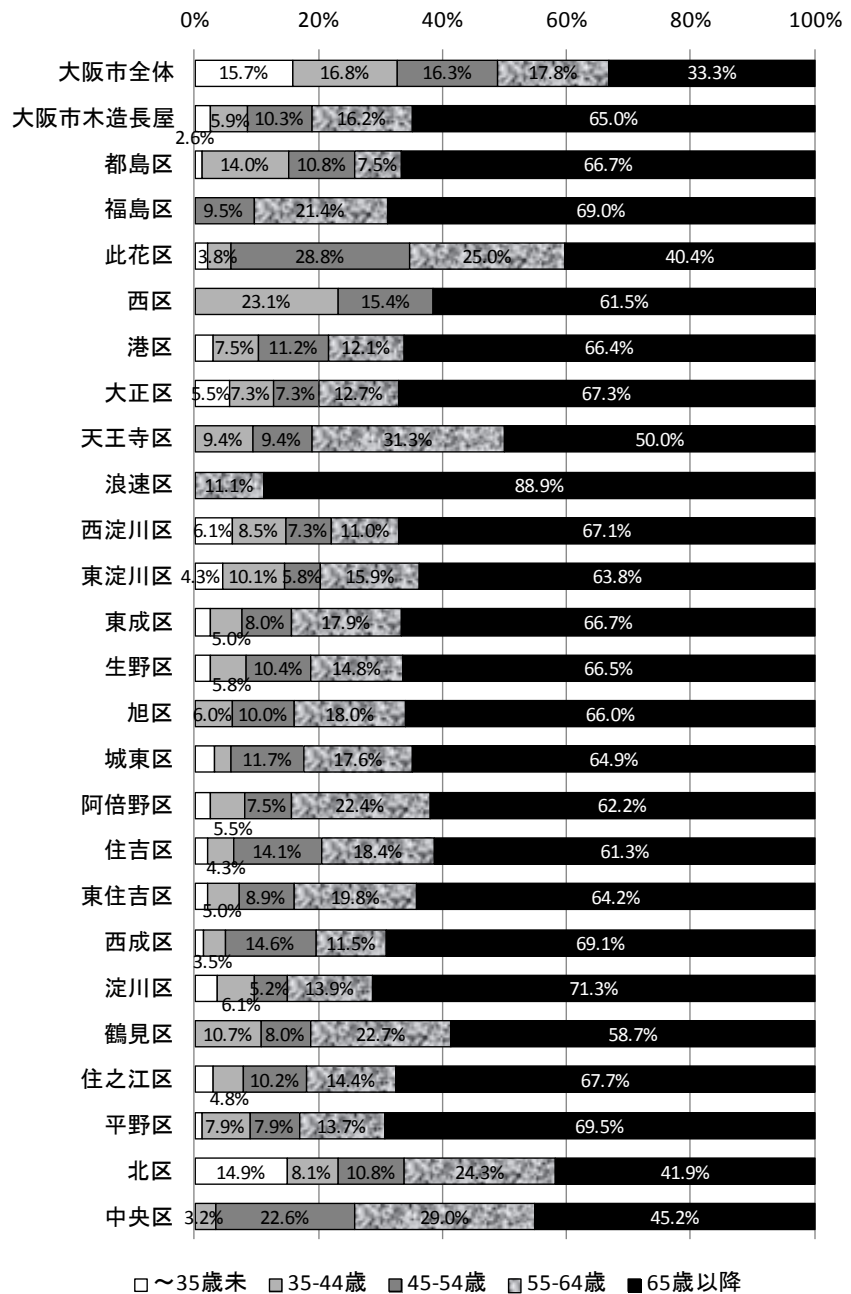 0% 20% 40% 60% 80% 100%
大阪市全体 15.7% 16.8% 16.3% 17.8% 33.3%
大阪市木造長屋 2.6% 5.9% 10.3% 16.2% 65.0%
都島区 14.0% 10.8% 7.5% 66.7%
福島区 9.5% 21.4% 69.0%
此花区 3.8% 28.8% 25.0% 40.4%
西区 23.1% 15.4% 61.5%
港区 7.5% 11.2% 12.1% 66.4%
大正区 5.5% 7.3% 7.3% 12.7% 67.3%
天王寺区 9.4% 9.4% 31.3% 50.0%
浪速区 11.1% 88.9%
西淀川区 6.1% 8.5% 7.3% 11.0% 67.1%
東淀川区 4.3% 10.1% 5.8% 15.9% 63.8%
東成区 5.0% 8.0% 17.9% 66.7%
生野区 5.8% 10.4% 14.8% 66.5%
旭区 6.0% 10.0% 18.0% 66.0%
城東区 11.7% 17.6% 64.9%
阿倍野区 5.5% 7.5% 22.4% 62.2%
住吉区 4.3% 14.1% 18.4% 61.3%
東住吉区 5.0% 8.9% 19.8% 64.2%
西成区 3.5% 14.6% 11.5% 69.1%
淀川区 6.1% 5.2% 13.9% 71.3%
鶴見区 10.7% 8.0% 22.7% 58.7%
住之江区 4.8% 10.2% 14.4% 67.7%
平野区 7.9% 7.9% 13.7% 69.5%
北区 14.9% 8.1% 10.8% 24.3% 41.9%
中央区 3.2% 22.6% 29.0% 45.2%
～35歳未 35-44歳 45-54歳 55-64歳 65歳以降